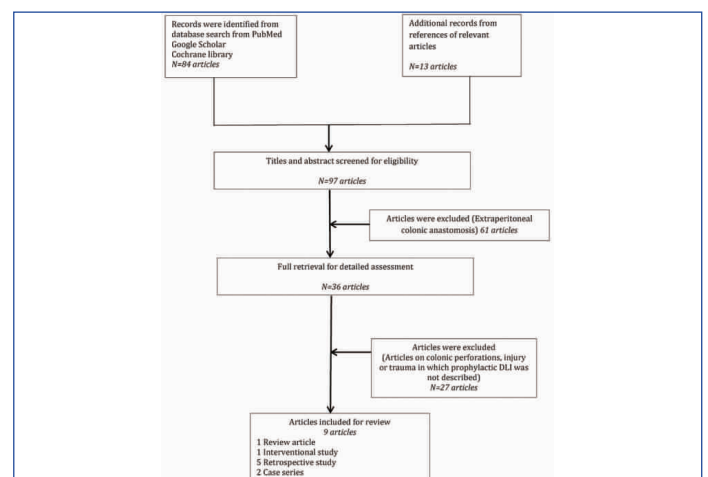 Records were identified from
database search from PubMed
Google Scholar
Cochrane library
N=84 articles
Additional records from
references of relevant
articles
N=13 articles
Titles and abstract screened for eligibility
N=97 articles
Articles were excluded (Extraperitoneal
colonic anastomosis) 61 articles
Full retrieval for detailed assessment
N=36 articles
Articles were excluded
(Articles on colonic perforations, injury
or trauma in which prophylactic DLI was
not described)
N=27 articles
Articles included for review
9 articles
1 Review article
1 Interventional study
5 Retrospective study
2 Case series